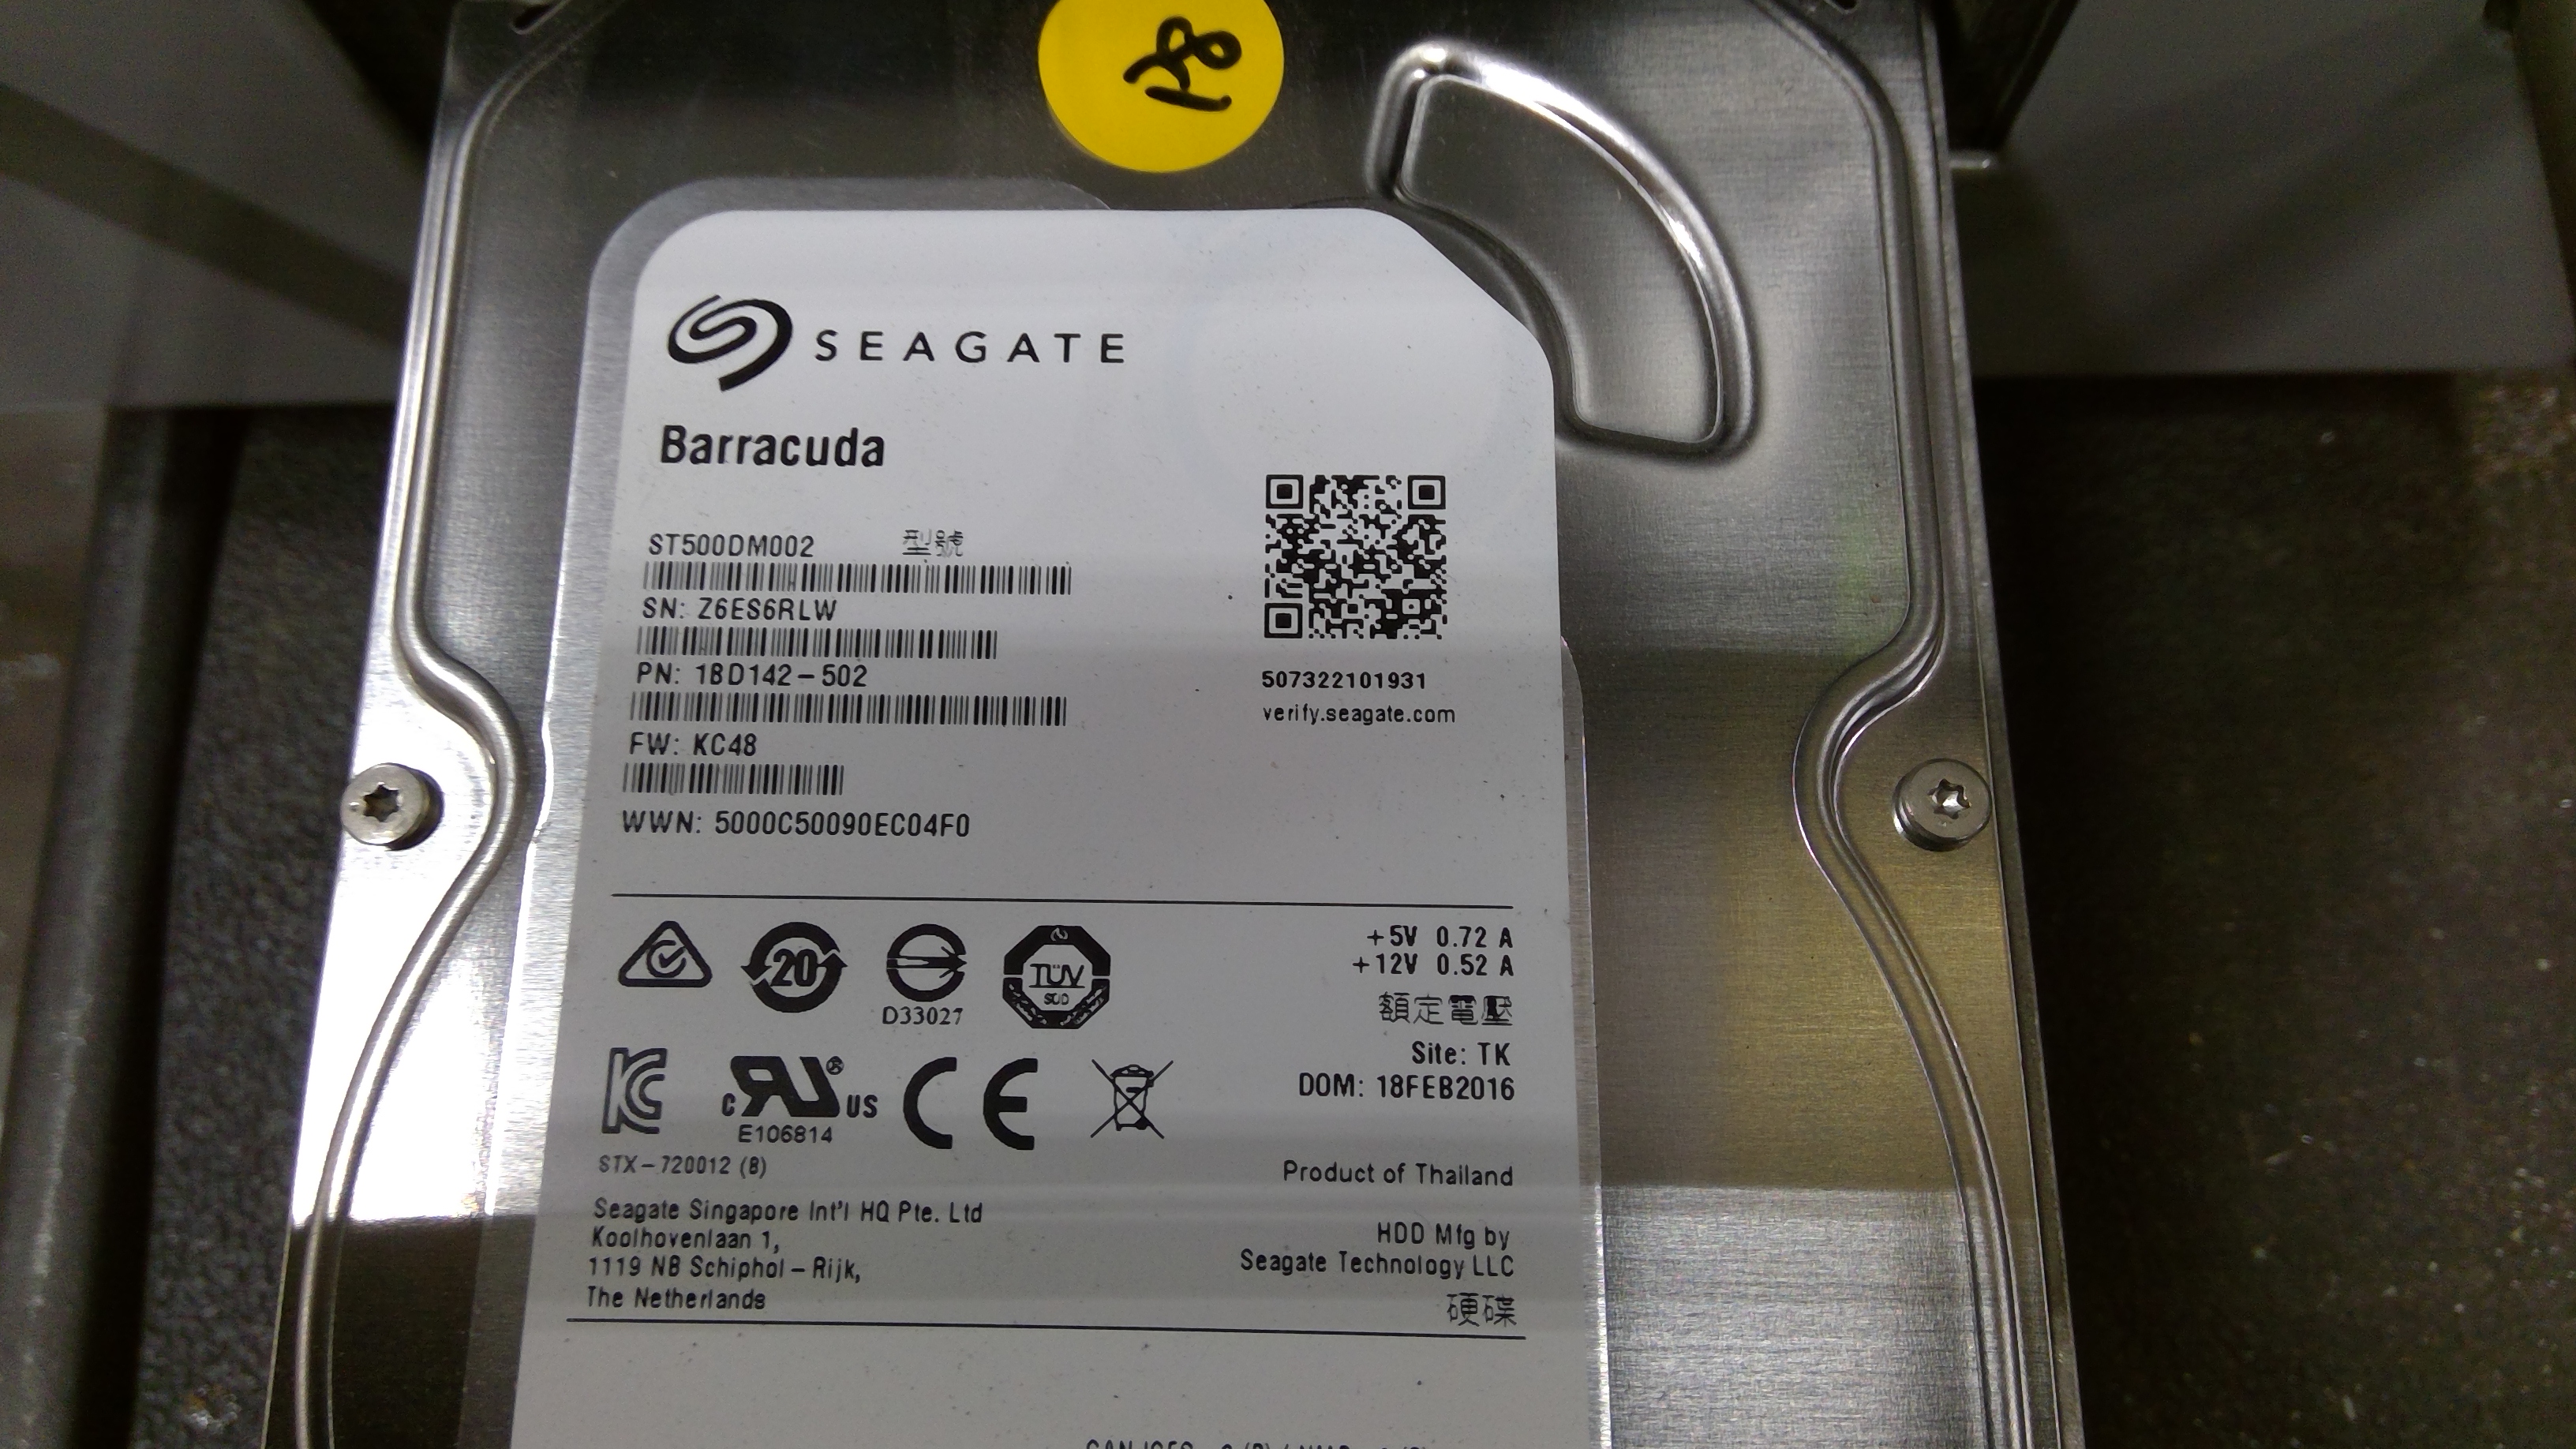 SEAGATE
Barracuda
ST500DM002 型號
SN: Z6ES6RLW
PN: 1BD142-502
FW: KC48
WWN: 5000C50090EC04F0
507322101931
verify.seagate.com
20
D33027
TÜV
SÜD
+5V 0.72 A
+12V 0.52 A
額定電壓
Site: TK
DOM: 18FEB2016
c RU ® US
E106814
CE
STX-720012 (B)
Product of Thailand
Seagate Singapore Int'l HQ Pte. Ltd
Koolhovenlaan 1,
1119 NB Schiphol-Rijk,
The Netherlands
HDD Mfg by
Seagate Technology LLC
硬碟